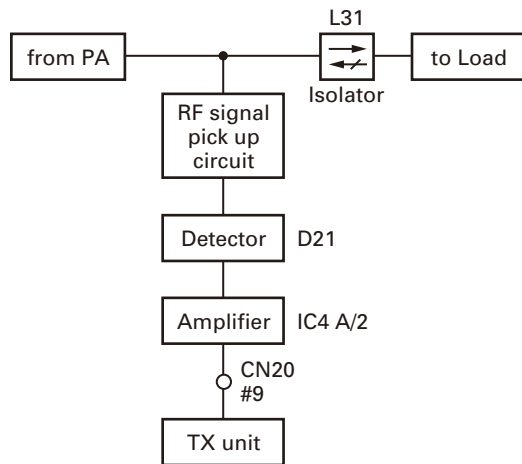 L31
from PA
to Load
Isolator
RF signal
pick up
circuit
Detector
D21
Amplifier
IC4 A/2
CN20
#9
TX unit